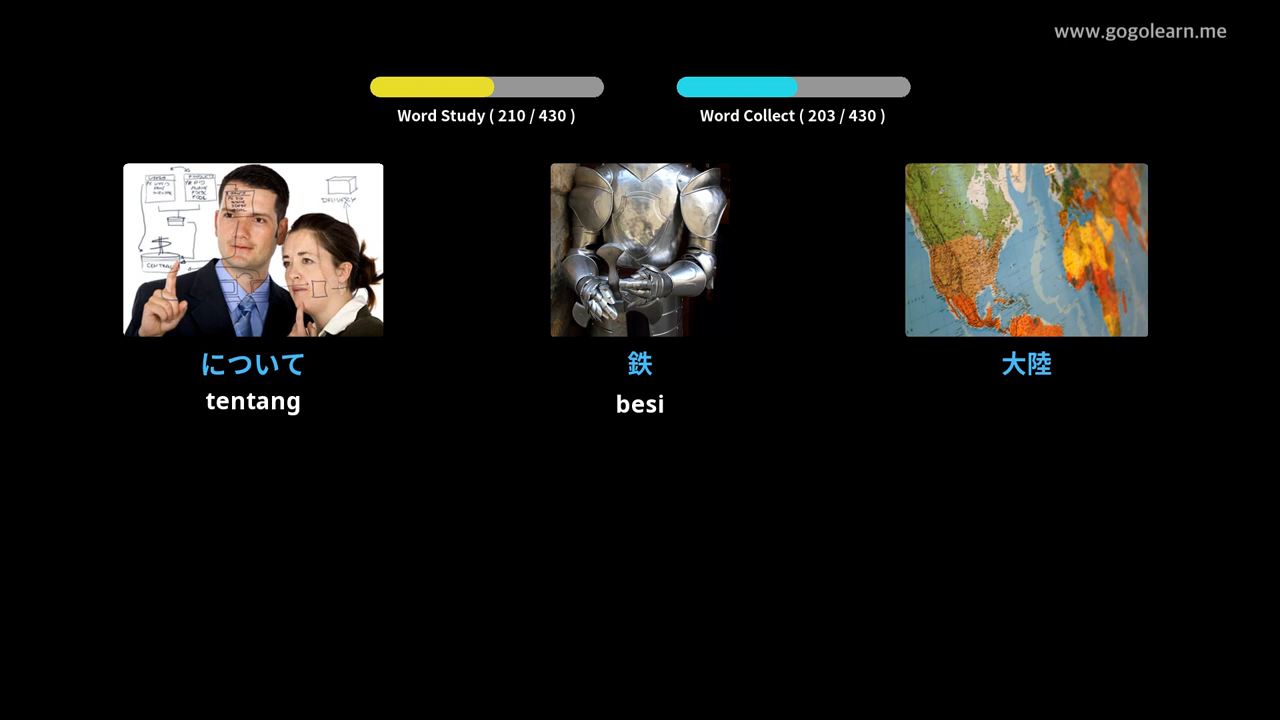 www.gogolearn.me
Word Study ( 210 / 430 )
Word Collect ( 203 / 430 )
DELIVERY
について
鉄
大陸
tentang
besi